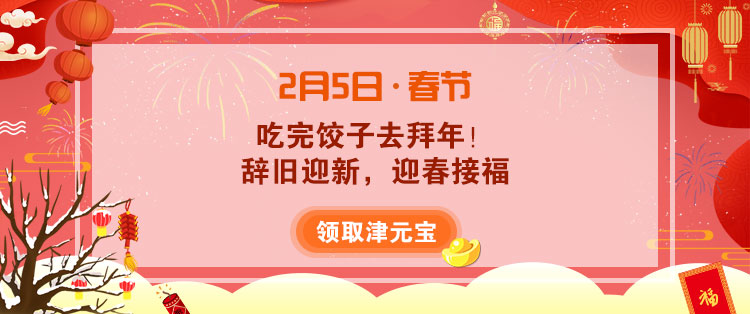 2月5日·春节
吃完饺子去拜年！
辞旧迎新，迎春接福
领取津元宝
福